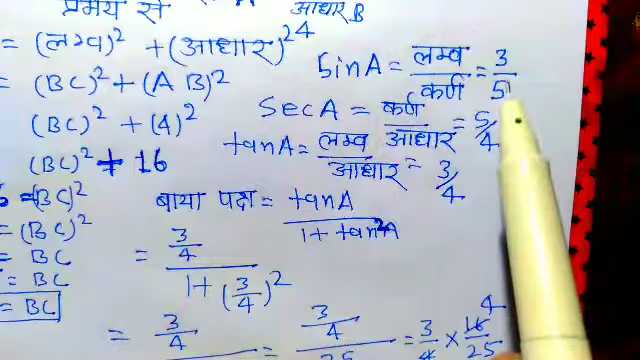 प्रमेय से
आधार B
= (लम्ब)² + (आधार)² 4
= (BC)² + (AB)²
(BC)² + (4)²
(BC)² + 16
= (BC)²
= (BC)²
= BC
= BC
= BC
SinA = लम्ब/कर्ण = 3/5
SecA = कर्ण/आधार = 5/4
tanA = लम्ब/आधार = 3/4
बाया पक्ष = tanA/1 + tan²A
= 3/4/1 + (3/4)²
= 3/4 = 3/4/25 = 3/4 × 16/25 4